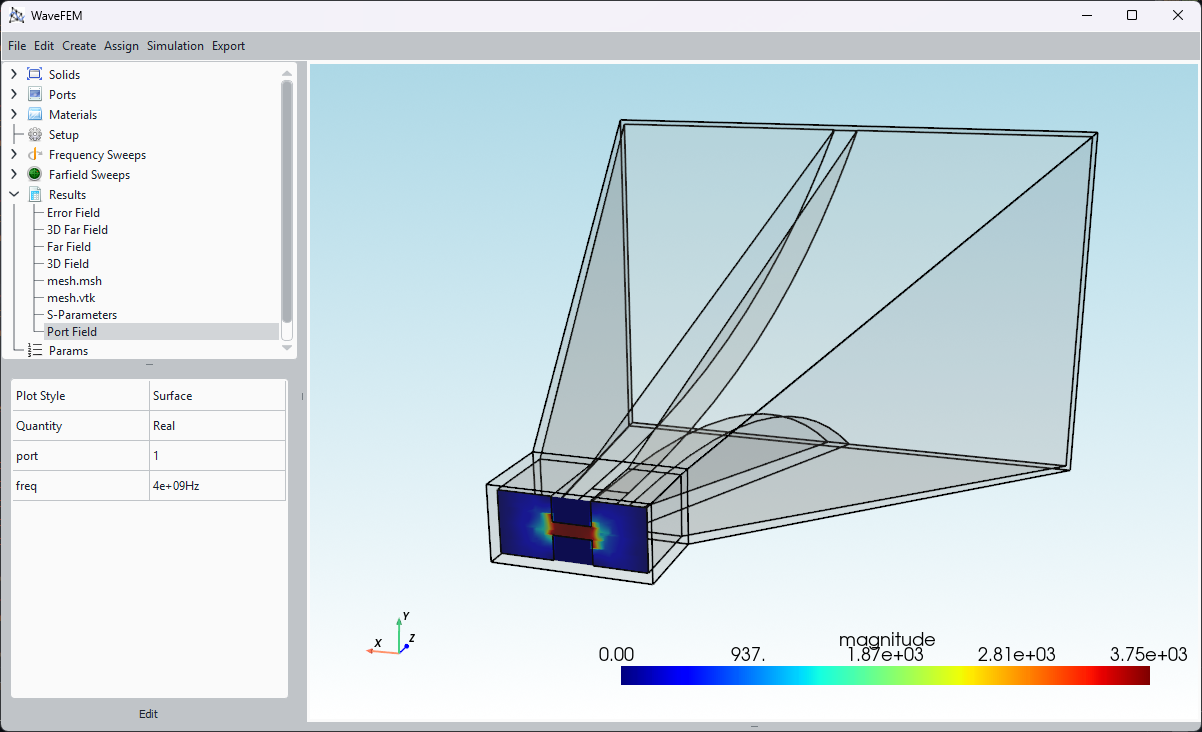 WaveFEM
File Edit Create Assign Simulation Export
Solids
Ports
Materials
Setup
Frequency Sweeps
Farfield Sweeps
Results
Error Field
3D Far Field
Far Field
3D Field
mesh.msh
mesh.vtk
S-Parameters
Port Field
Params
Plot Style Surface
Quantity Real
port 1
freq 4e+09Hz
Edit
Y
X
Z
magnitude
0.00 937. 1.87e+03 2.81e+03 3.75e+03